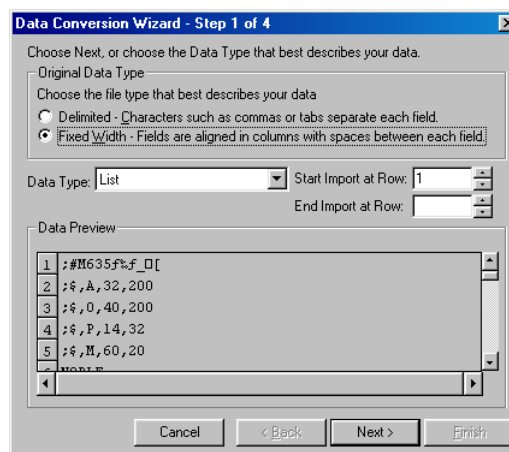 Data Conversion Wizard - Step 1 of 4
Choose Next, or choose the Data Type that best describes your data.
Original Data Type
Choose the file type that best describes your data
Delimited - Characters such as commas or tabs separate each field.
Fixed Width - Fields are aligned in columns with spaces between each field.
Data Type: List
Start Import at Row: 1
End Import at Row:
Data Preview
1 ;#M635ƒ‰ƒ_□[
2 ;$,A,32,200
3 ;$,O,40,200
4 ;$,P,14,32
5 ;$,M,60,20
Cancel < Back Next > Finish